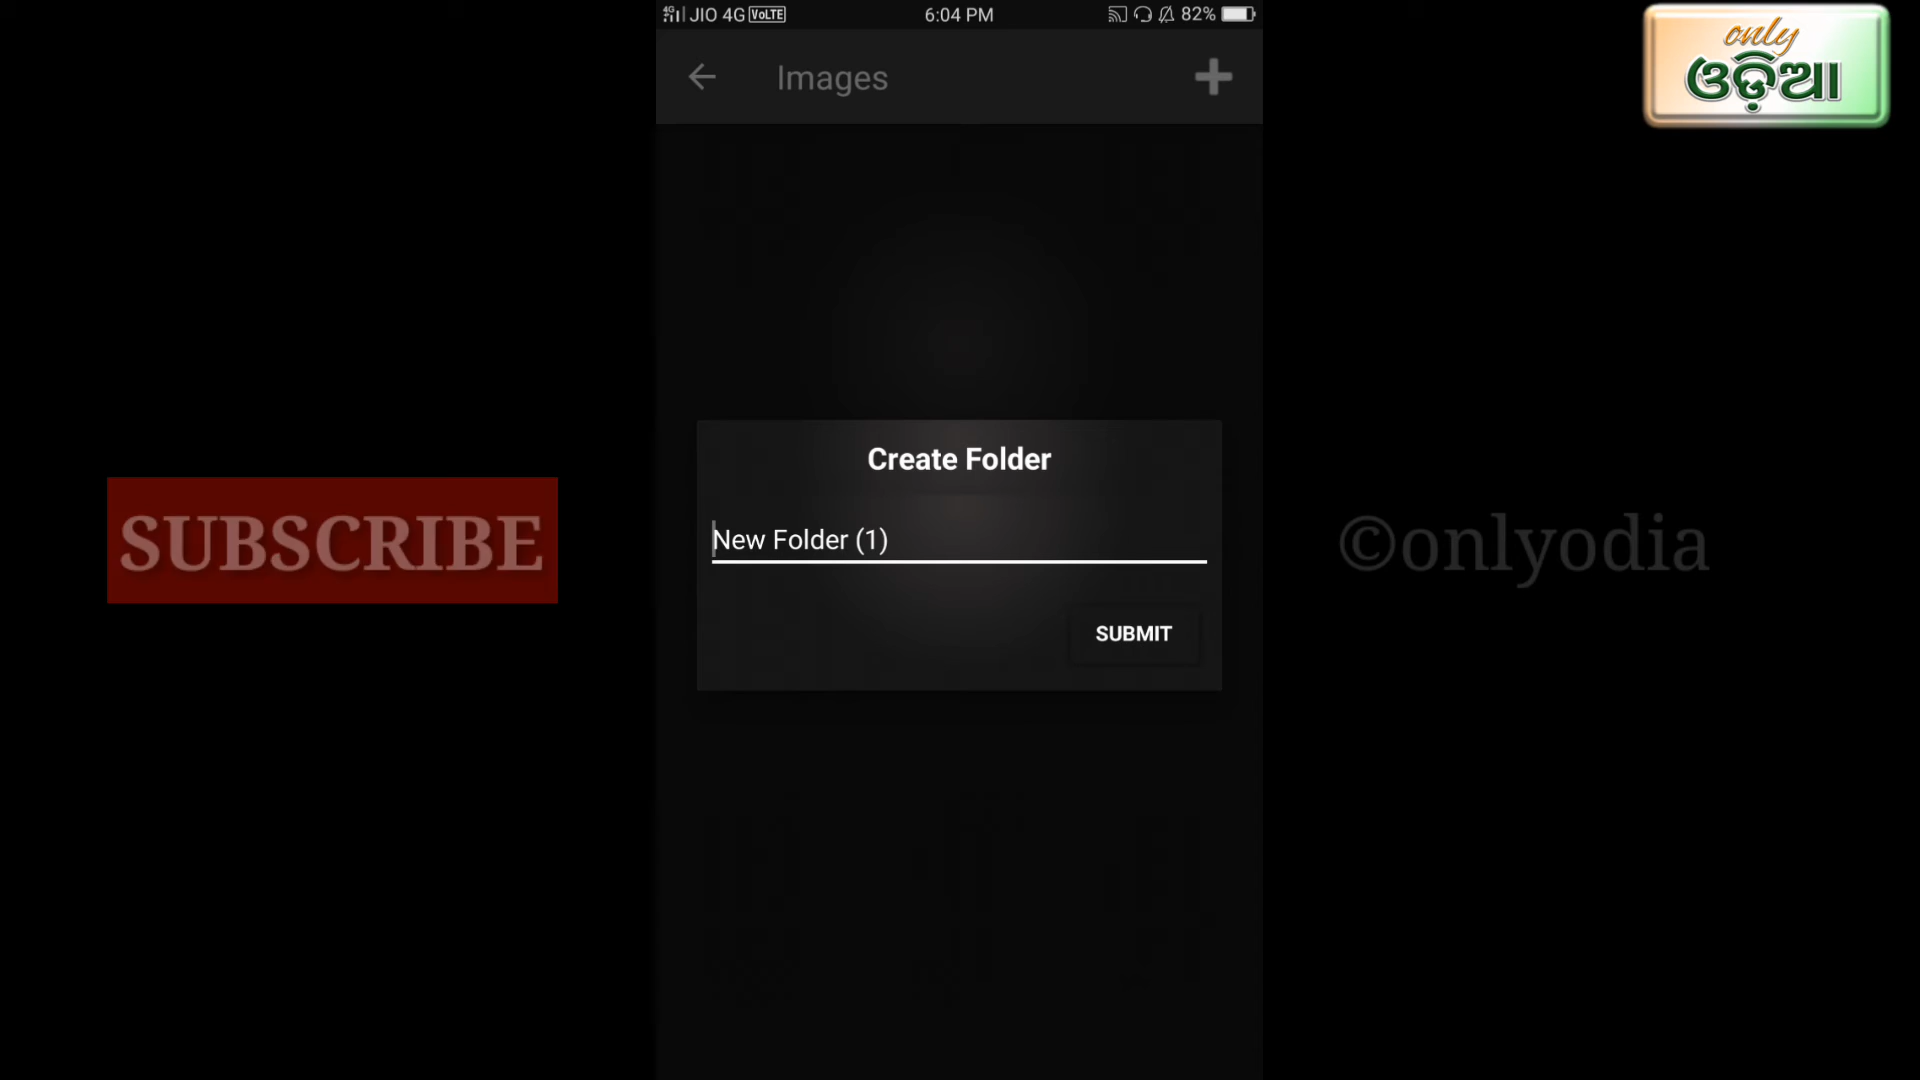 JIO 4G VoLTE 6:04 PM 82%
Images
only
ଓଡ଼ିଆ
Create Folder
New Folder (1)
SUBMIT
SUBSCRIBE
©onlyodia